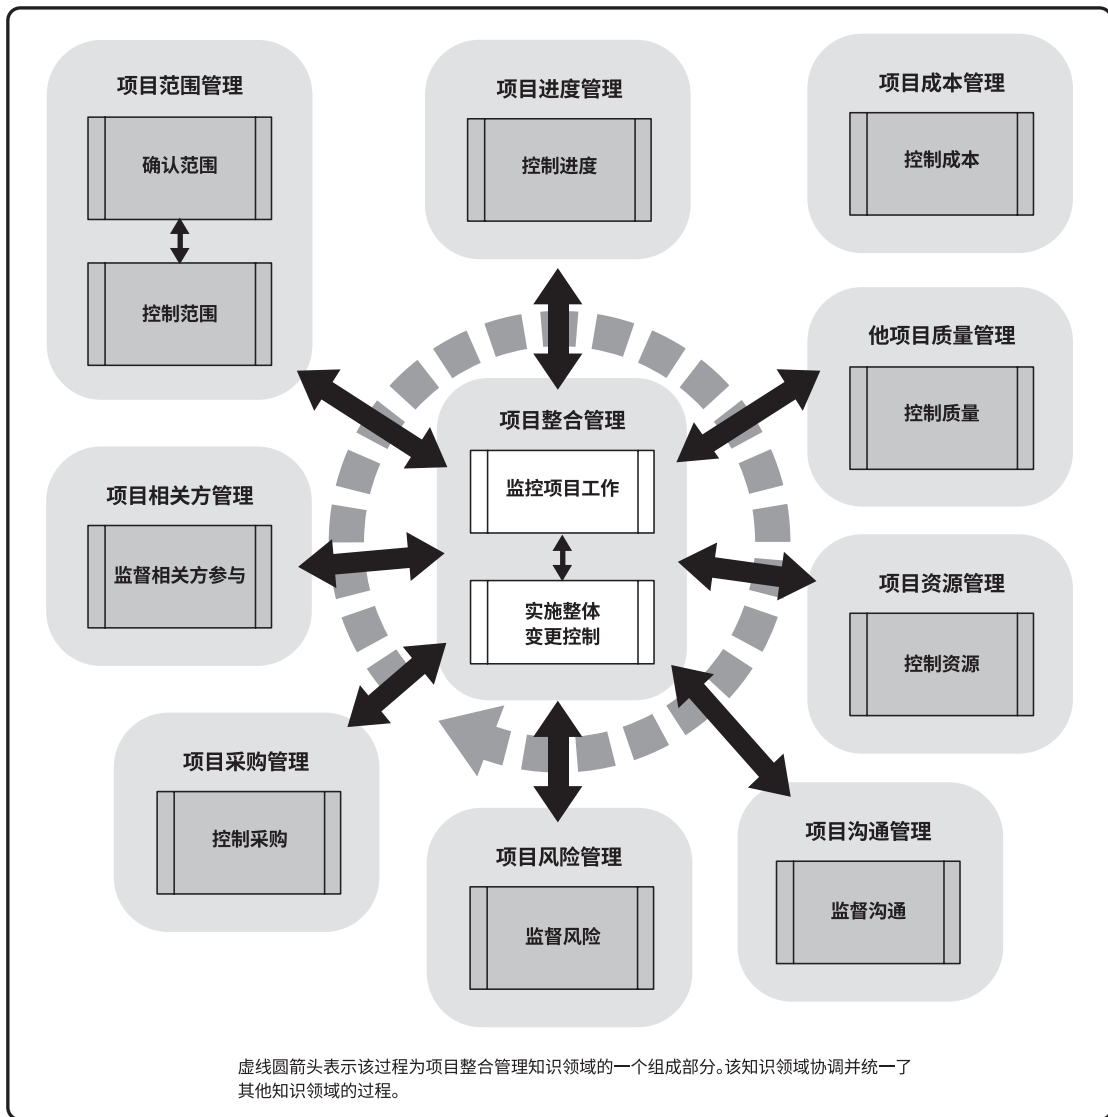 项目范围管理
确认范围
控制范围
项目进度管理
控制进度
项目成本管理
控制成本
他项目质量管理
控制质量
项目整合管理
监控项目工作
实施整体
变更控制
项目相关方管理
监督相关方参与
项目资源管理
控制资源
项目采购管理
控制采购
项目风险管理
监督风险
项目沟通管理
监督沟通
虚线圆箭头表示该过程为项目整合管理知识领域的一个组成部分。该知识领域协调并统一了
其他知识领域的过程。